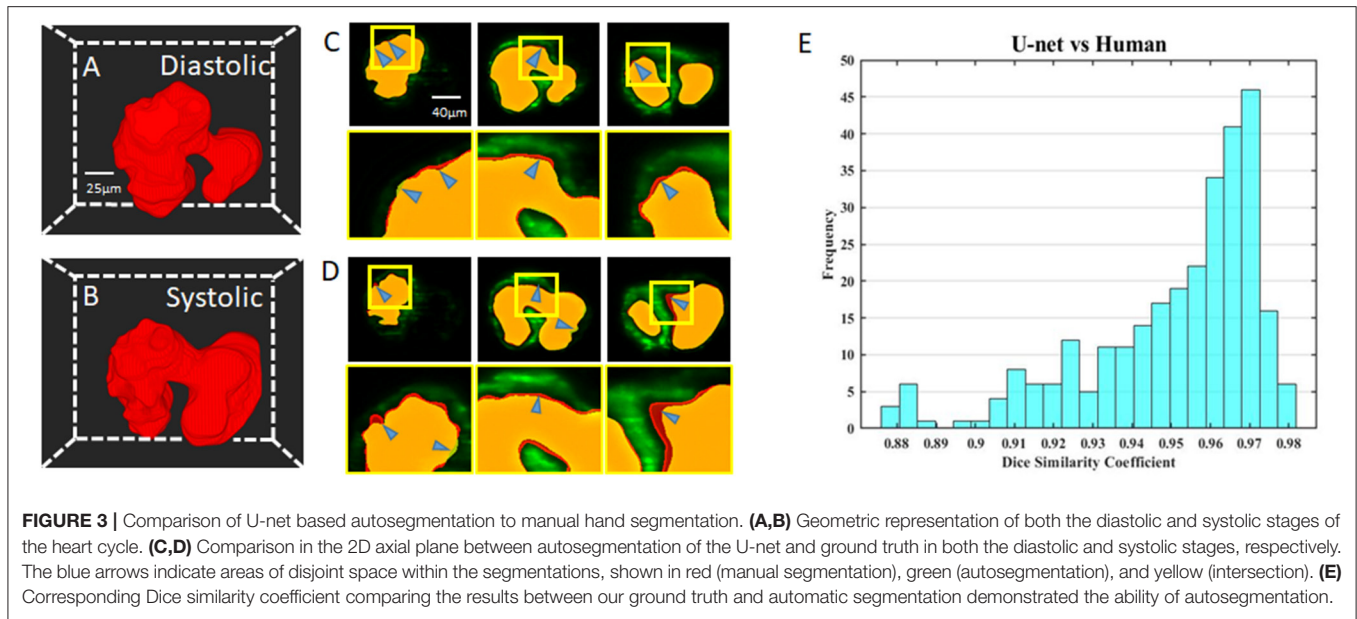 A
Diastolic
25μm
B
Systolic
C
40μm
D
E
U-net vs Human
50
45
40
35
30
25
20
15
10
5
0
Frequency
0.88 0.89 0.9 0.91 0.92 0.93 0.94 0.95 0.96 0.97 0.98
Dice Similarity Coefficient
FIGURE 3 | Comparison of U-net based autosegmentation to manual hand segmentation. (A,B) Geometric representation of both the diastolic and systolic stages of
the heart cycle. (C,D) Comparison in the 2D axial plane between autosegmentation of the U-net and ground truth in both the diastolic and systolic stages, respectively.
The blue arrows indicate areas of disjoint space within the segmentations, shown in red (manual segmentation), green (autosegmentation), and yellow (intersection). (E)
Corresponding Dice similarity coefficient comparing the results between our ground truth and automatic segmentation demonstrated the ability of autosegmentation.